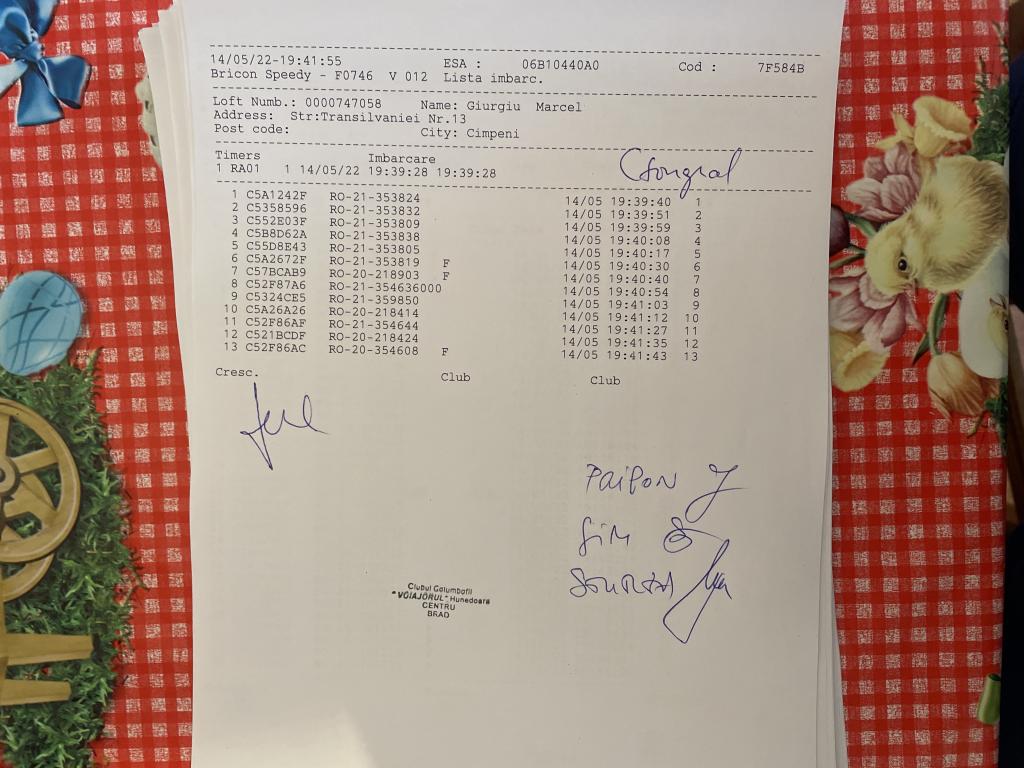 14/05/22-19:41:55 ESA : 06B10440A0 Cod : 7F584B
Bricon Speedy - F0746 V 012 Lista imbarc.
Loft Numb.: 0000747058 Name: Giurgiu Marcel
Address: Str:Transilvaniei Nr.13
Post code: City: Cimpeni
Timers Imbarcare
1 RA01 1 14/05/22 19:39:28 19:39:28
Csongrad
1 C5A1242F RO-21-353824 14/05 19:39:40 1
2 C5358596 RO-21-353832 14/05 19:39:51 2
3 C552E03F RO-21-353809 14/05 19:39:59 3
4 C5B8D62A RO-21-353838 14/05 19:40:08 4
5 C55D8E43 RO-21-353805 14/05 19:40:17 5
6 C5A2672F RO-21-353819 F 14/05 19:40:30 6
7 C57BCAB9 RO-20-218903 F 14/05 19:40:40 7
8 C52F87A6 RO-21-354636000 14/05 19:40:54 8
9 C5324CE5 RO-21-359850 14/05 19:41:03 9
10 C5A26A26 RO-20-218414 14/05 19:41:12 10
11 C52F86AF RO-21-354644 14/05 19:41:27 11
12 C521BCDF RO-20-218424 14/05 19:41:35 12
13 C52F86AC RO-20-354608 F 14/05 19:41:43 13
Cresc. Club Club
Clubul Columbofil
"VOIAJORUL" Hunedoara
CENTRU
BRAD